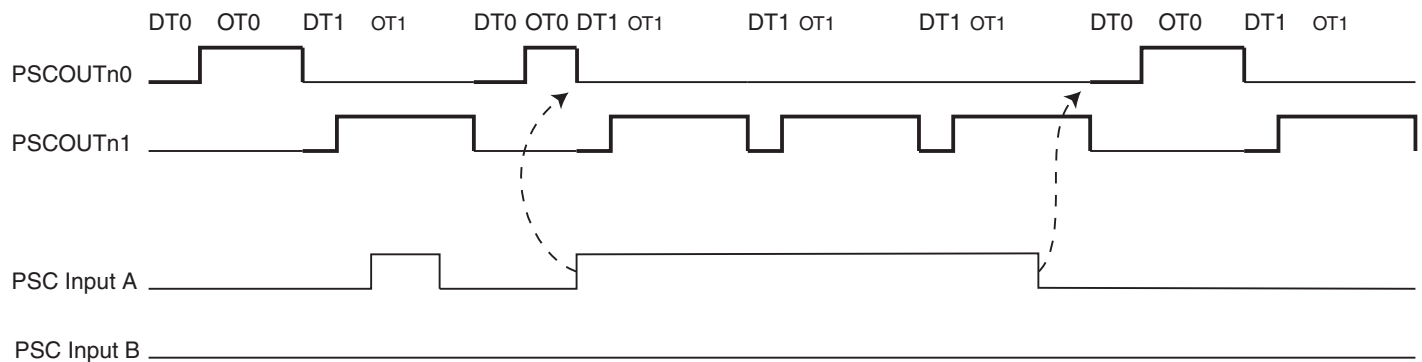 DT0 OT0 DT1 OT1 DT0 OT0 DT1 OT1 DT1 OT1 DT1 OT1 DT0 OT0 DT1 OT1
PSCOUTn0
PSCOUTn1
PSC Input A
PSC Input B